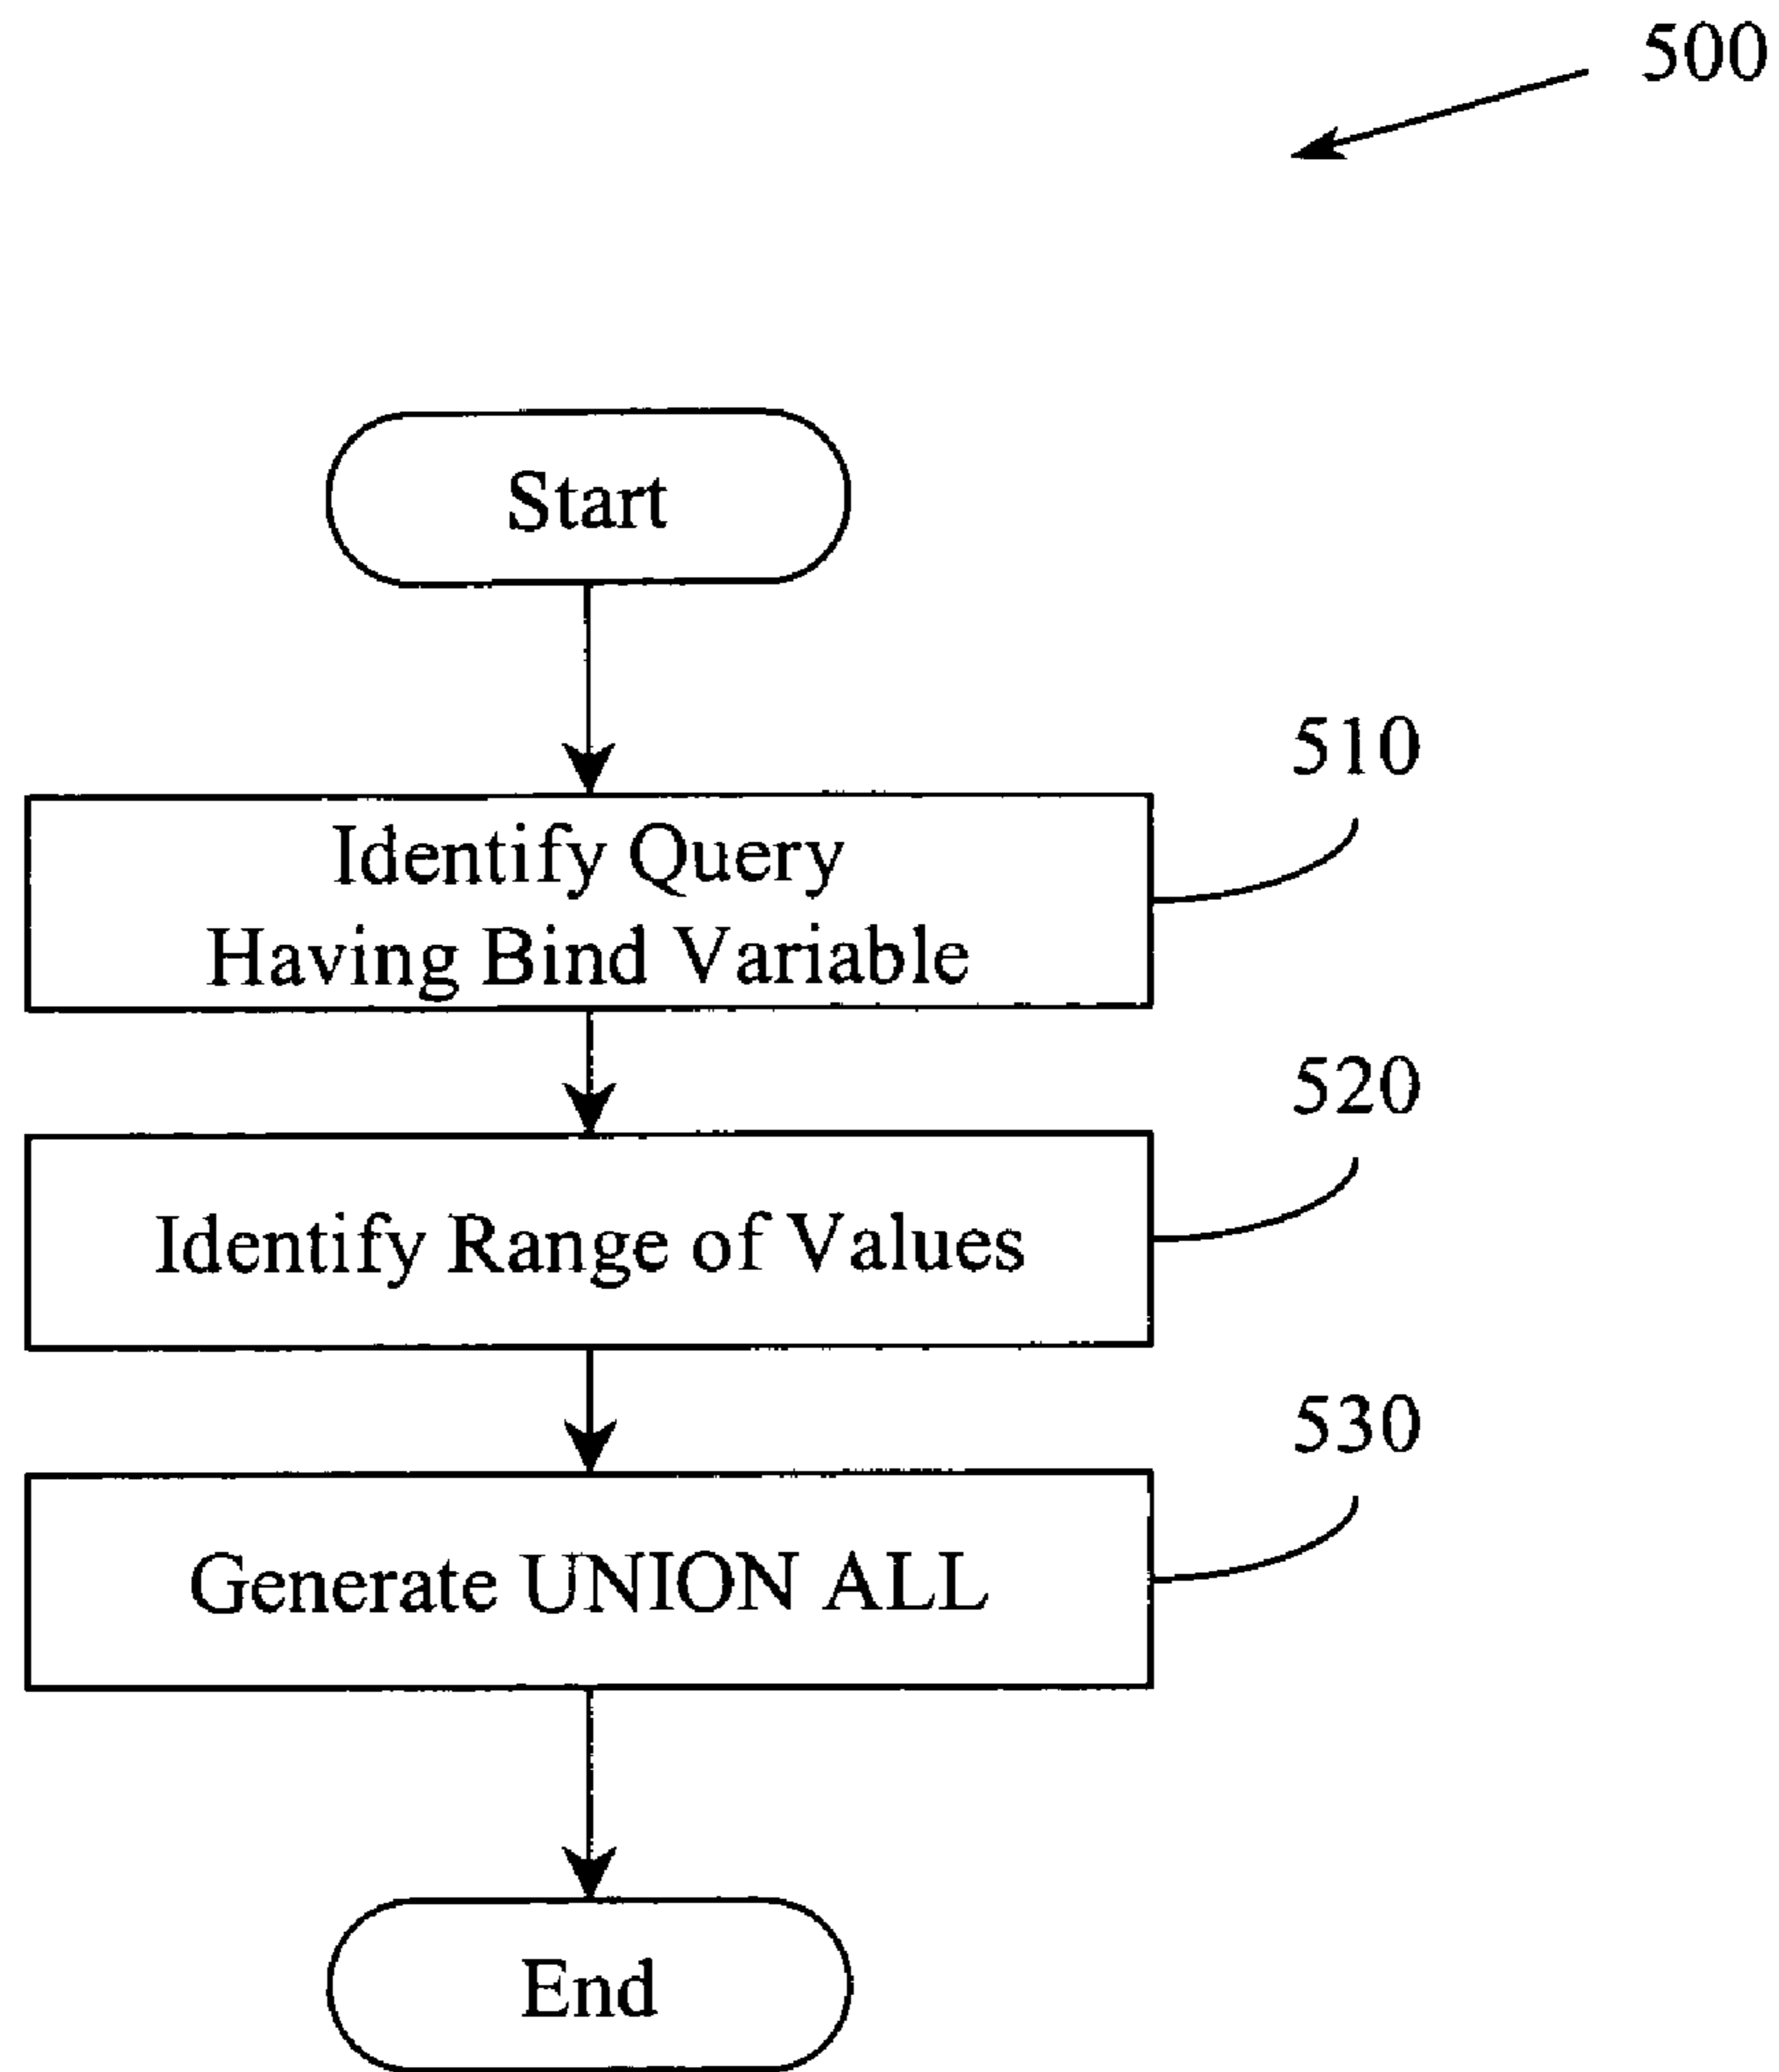 500
Start
510
Identify Query
Having Bind Variable
520
Identify Range of Values
530
Generate UNION ALL
End